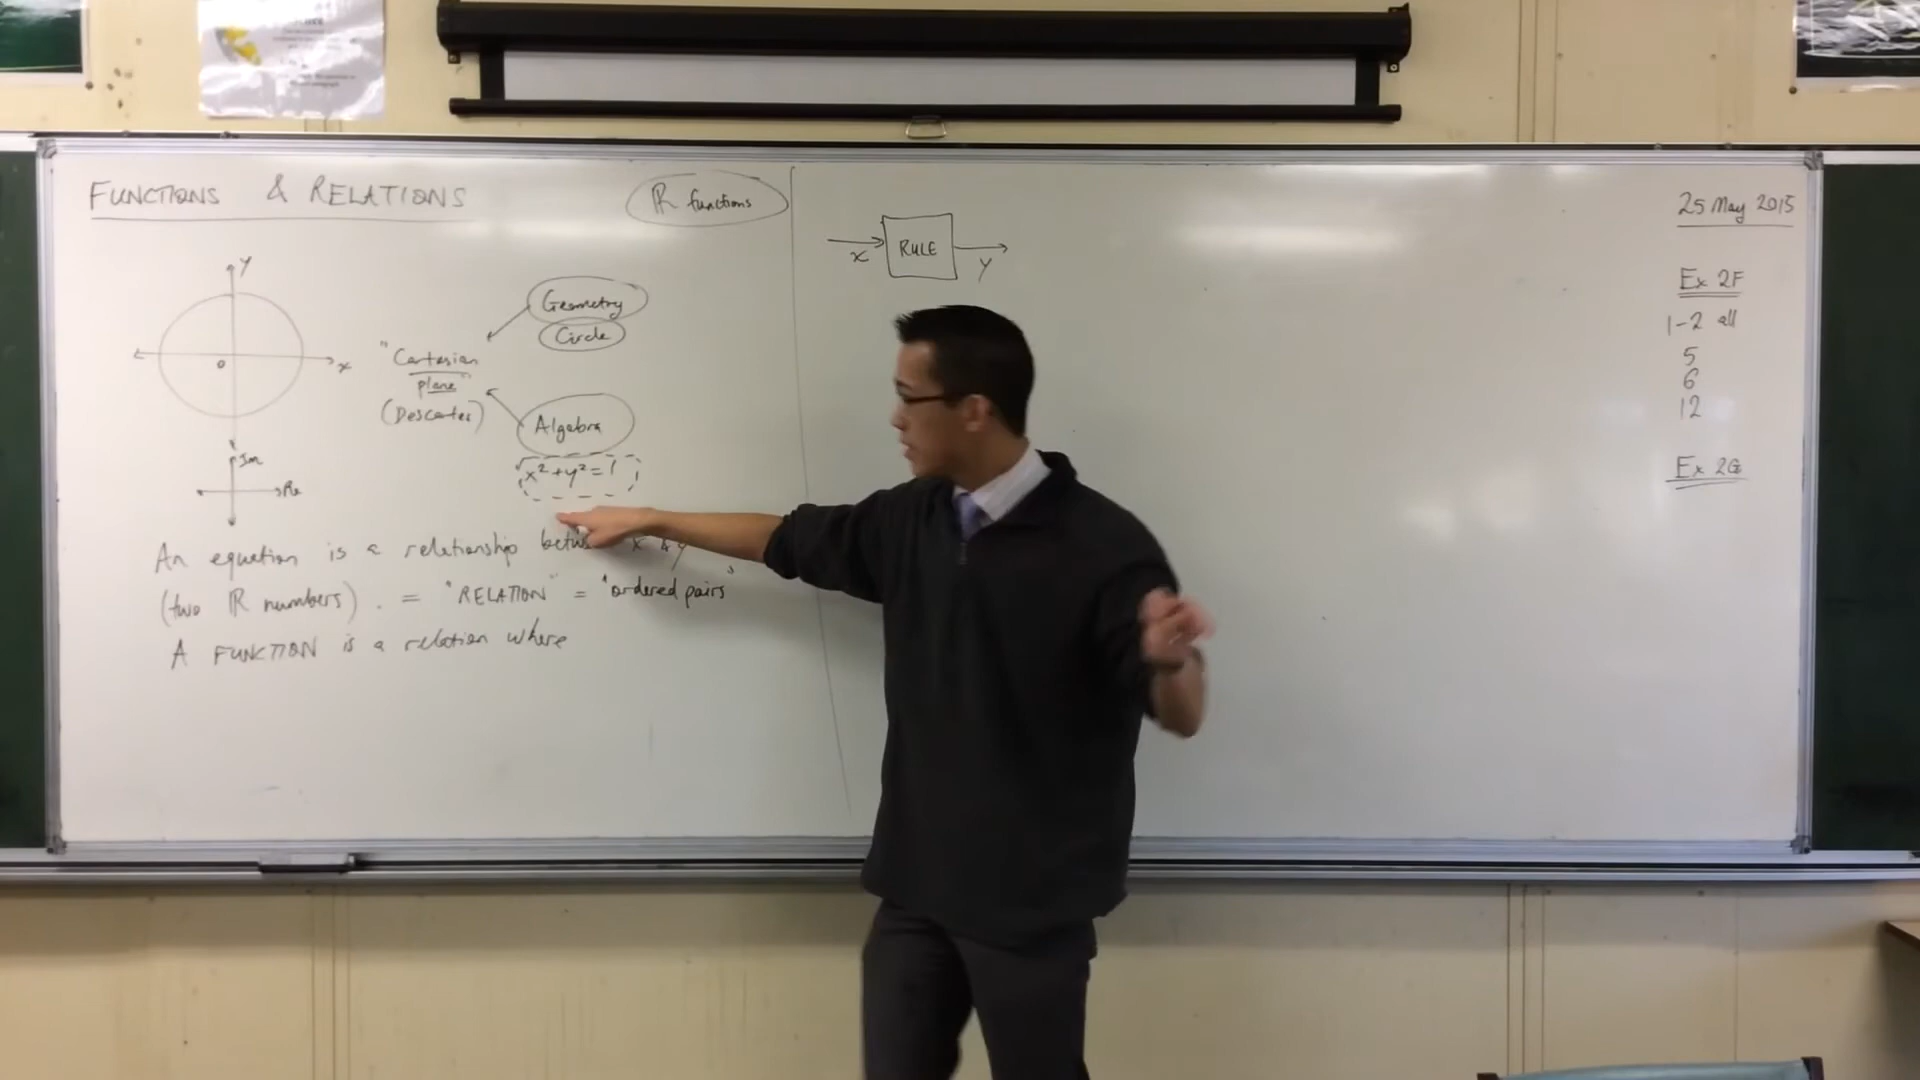 FUNCTIONS & RELATIONS
ℝ functions
y
x
O
"Cartesian
plane"
(Descartes)
Geometry
Circle
Algebra
x² + y² = 1
Im
Re
An equation is a relationship x & y
(two ℝ numbers). = "RELATION" = "ordered pairs"
A FUNCTION is a relation where
x RULE y
25 May 2015
Ex 2F
1-2 all
5
6
12
Ex 2G